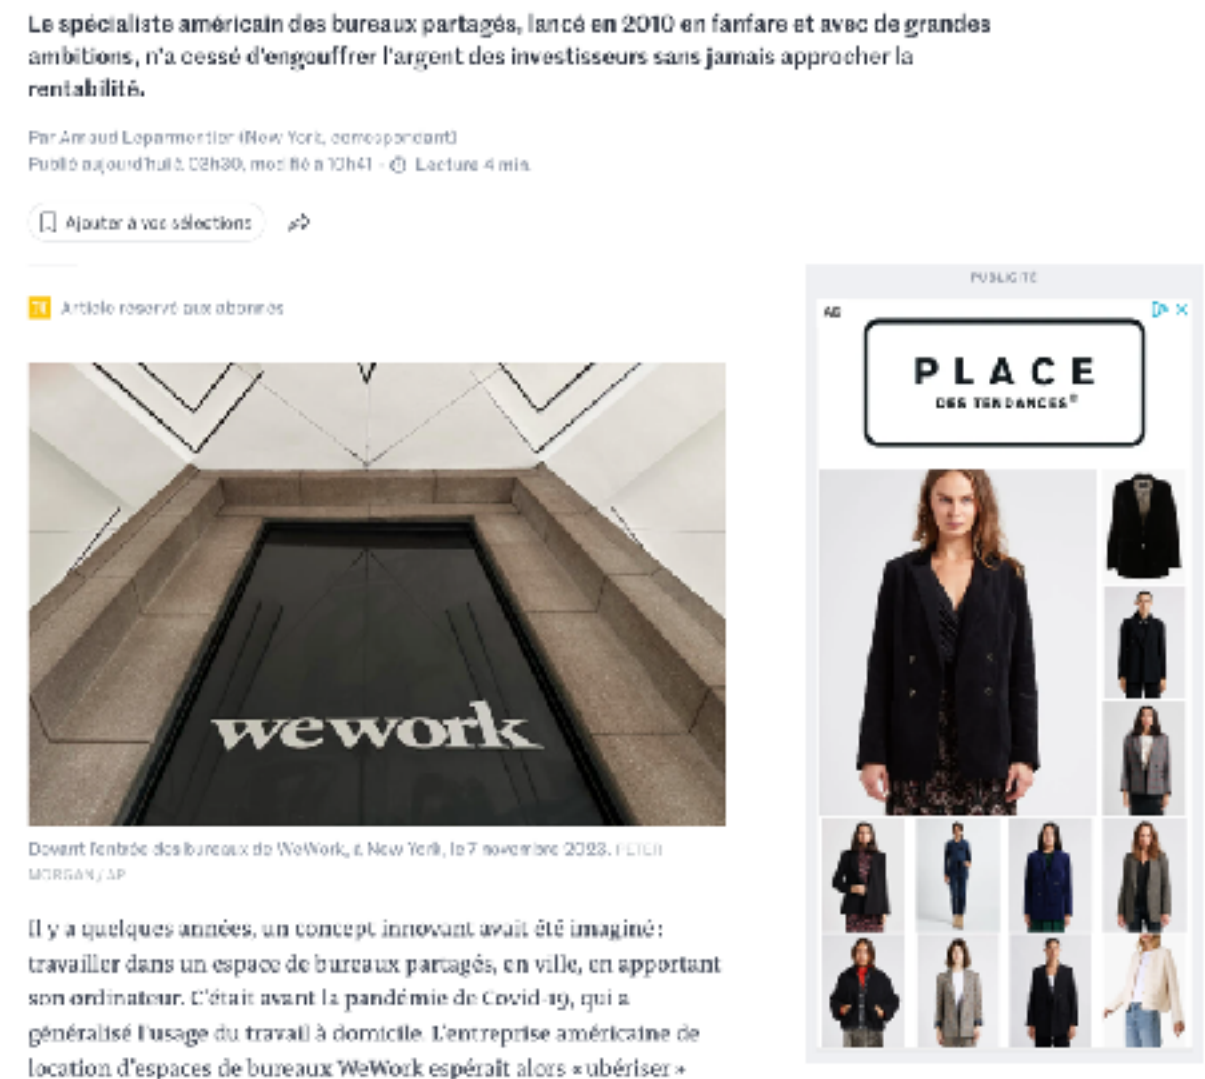 Le spécialiste américain des bureaux partagés, lancé en 2010 en fanfare et avec de grandes
ambitions, n'a cessé d'engouffrer l'argent des investisseurs sans jamais approcher la
rentabilité.
Par Arnaud Leparmentier (New York, correspondant)
Publié aujourd'hui à 03h30, modifié à 10h41 - Lecture 4 min.
Ajouter à vos sélections
Article réservé aux abonnés
wework
Devant l'entrée des bureaux de WeWork, à New York, le 7 novembre 2023. PETER
MORGAN / AP
Il y a quelques années, un concept innovant avait été imaginé :
travailler dans un espace de bureaux partagés, en ville, en apportant
son ordinateur. C'était avant la pandémie de Covid-19, qui a
généralisé l'usage du travail à domicile. L'entreprise américaine de
location d'espaces de bureaux WeWork espérait alors « ubériser »
PUBLICITÉ
PLACE
DES TENDANCES®